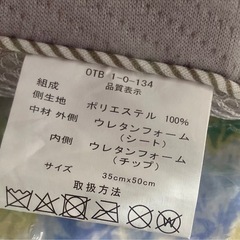 OTB 1-0-134
品質表示
組成
側生地 ポリエステル 100%
中材 外側 ウレタンフォーム
(シート)
内側 ウレタンフォーム
(チップ)
サイズ 35cm×50cm
取扱方法